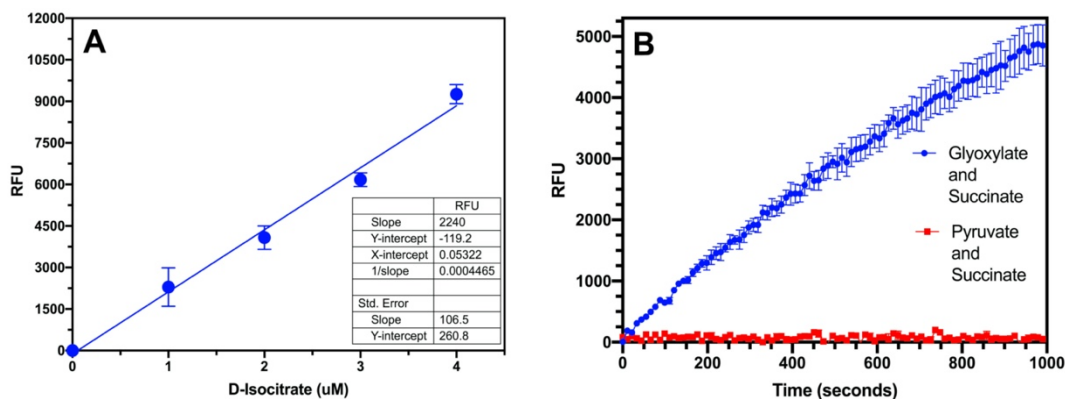 A
RFU
12000
10500
9000
7500
6000
4500
3000
1500
0
0 1 2 3 4
D-Isocitrate (uM)
RFU
Slope 2240
Y-intercept -119.2
X-intercept 0.05322
1/slope 0.0004465
Std. Error
Slope 106.5
Y-intercept 260.8
B
RFU
5000
4000
3000
2000
1000
0
0 200 400 600 800 1000
Time (seconds)
Glyoxylate
and
Succinate
Pyruvate
and
Succinate